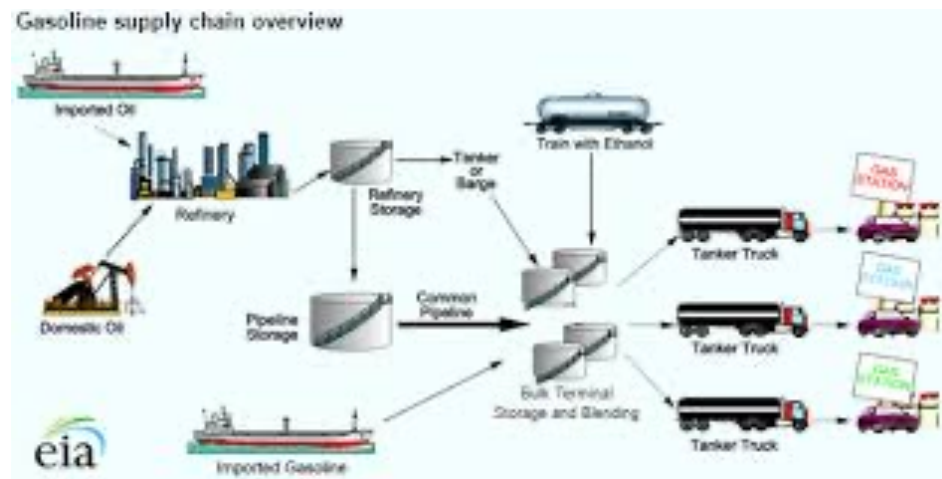 Gasoline supply chain overview
Imported Oil
Refinery
Domestic Oil
Refinery
Storage
Tanker
or
Barge
Train with Ethanol
Pipeline
Storage
Common
Pipeline
Bulk Terminal
Storage and Blending
Imported Gasoline
Tanker Truck
GAS
STATION
Tanker Truck
GAS
STATION
Tanker Truck
GAS
STATION
eia